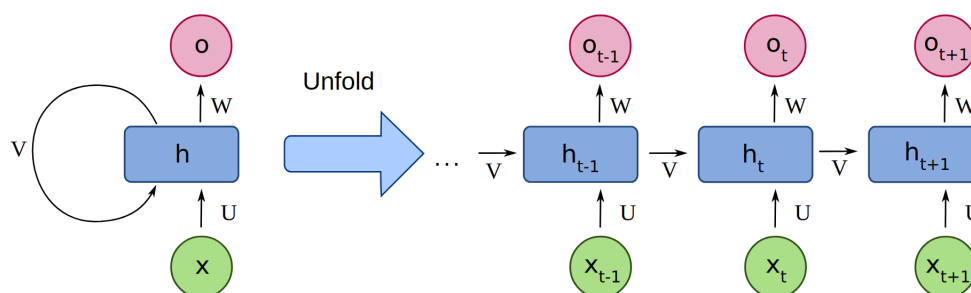 o
Unfold
W
V
h
U
x
...
o_{t-1}
o_t
o_{t+1}
W
W
W
V
h_{t-1}
V
h_t
V
h_{t+1}
U
U
U
x_{t-1}
x_t
x_{t+1}